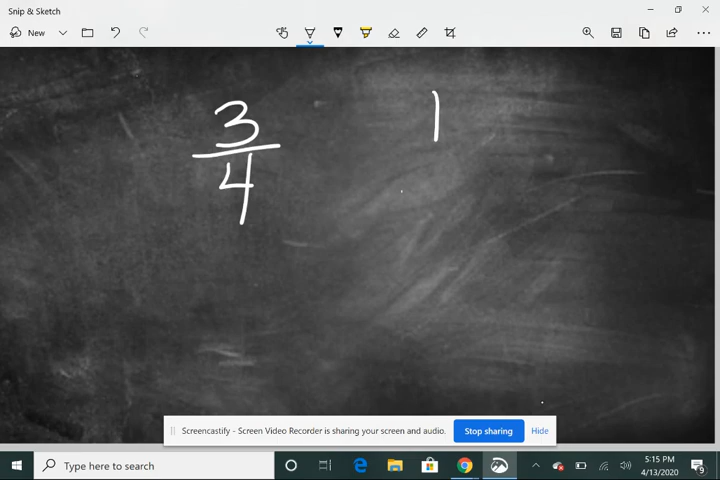 Snip & Sketch
New
3
4
1
Screencastify - Screen Video Recorder is sharing your screen and audio.
Stop sharing
Hide
Type here to search
5:15 PM
4/13/2020
9